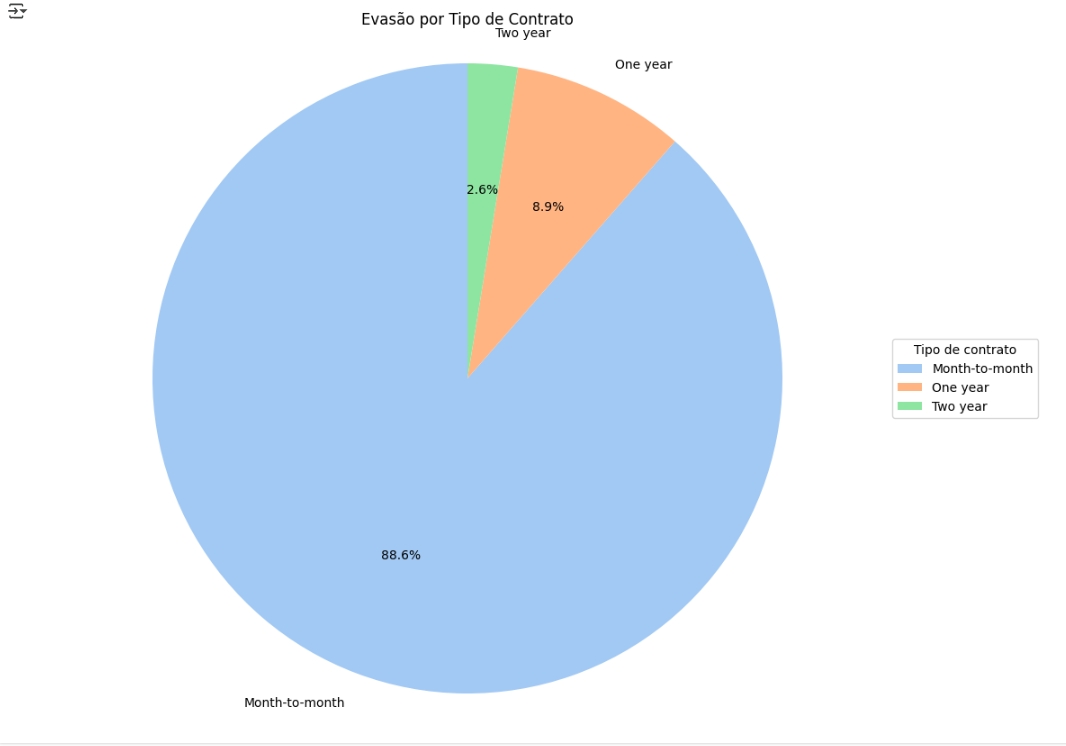 Evasão por Tipo de Contrato
Two year
One year
2.6%
8.9%
88.6%
Month-to-month
Tipo de contrato
Month-to-month
One year
Two year